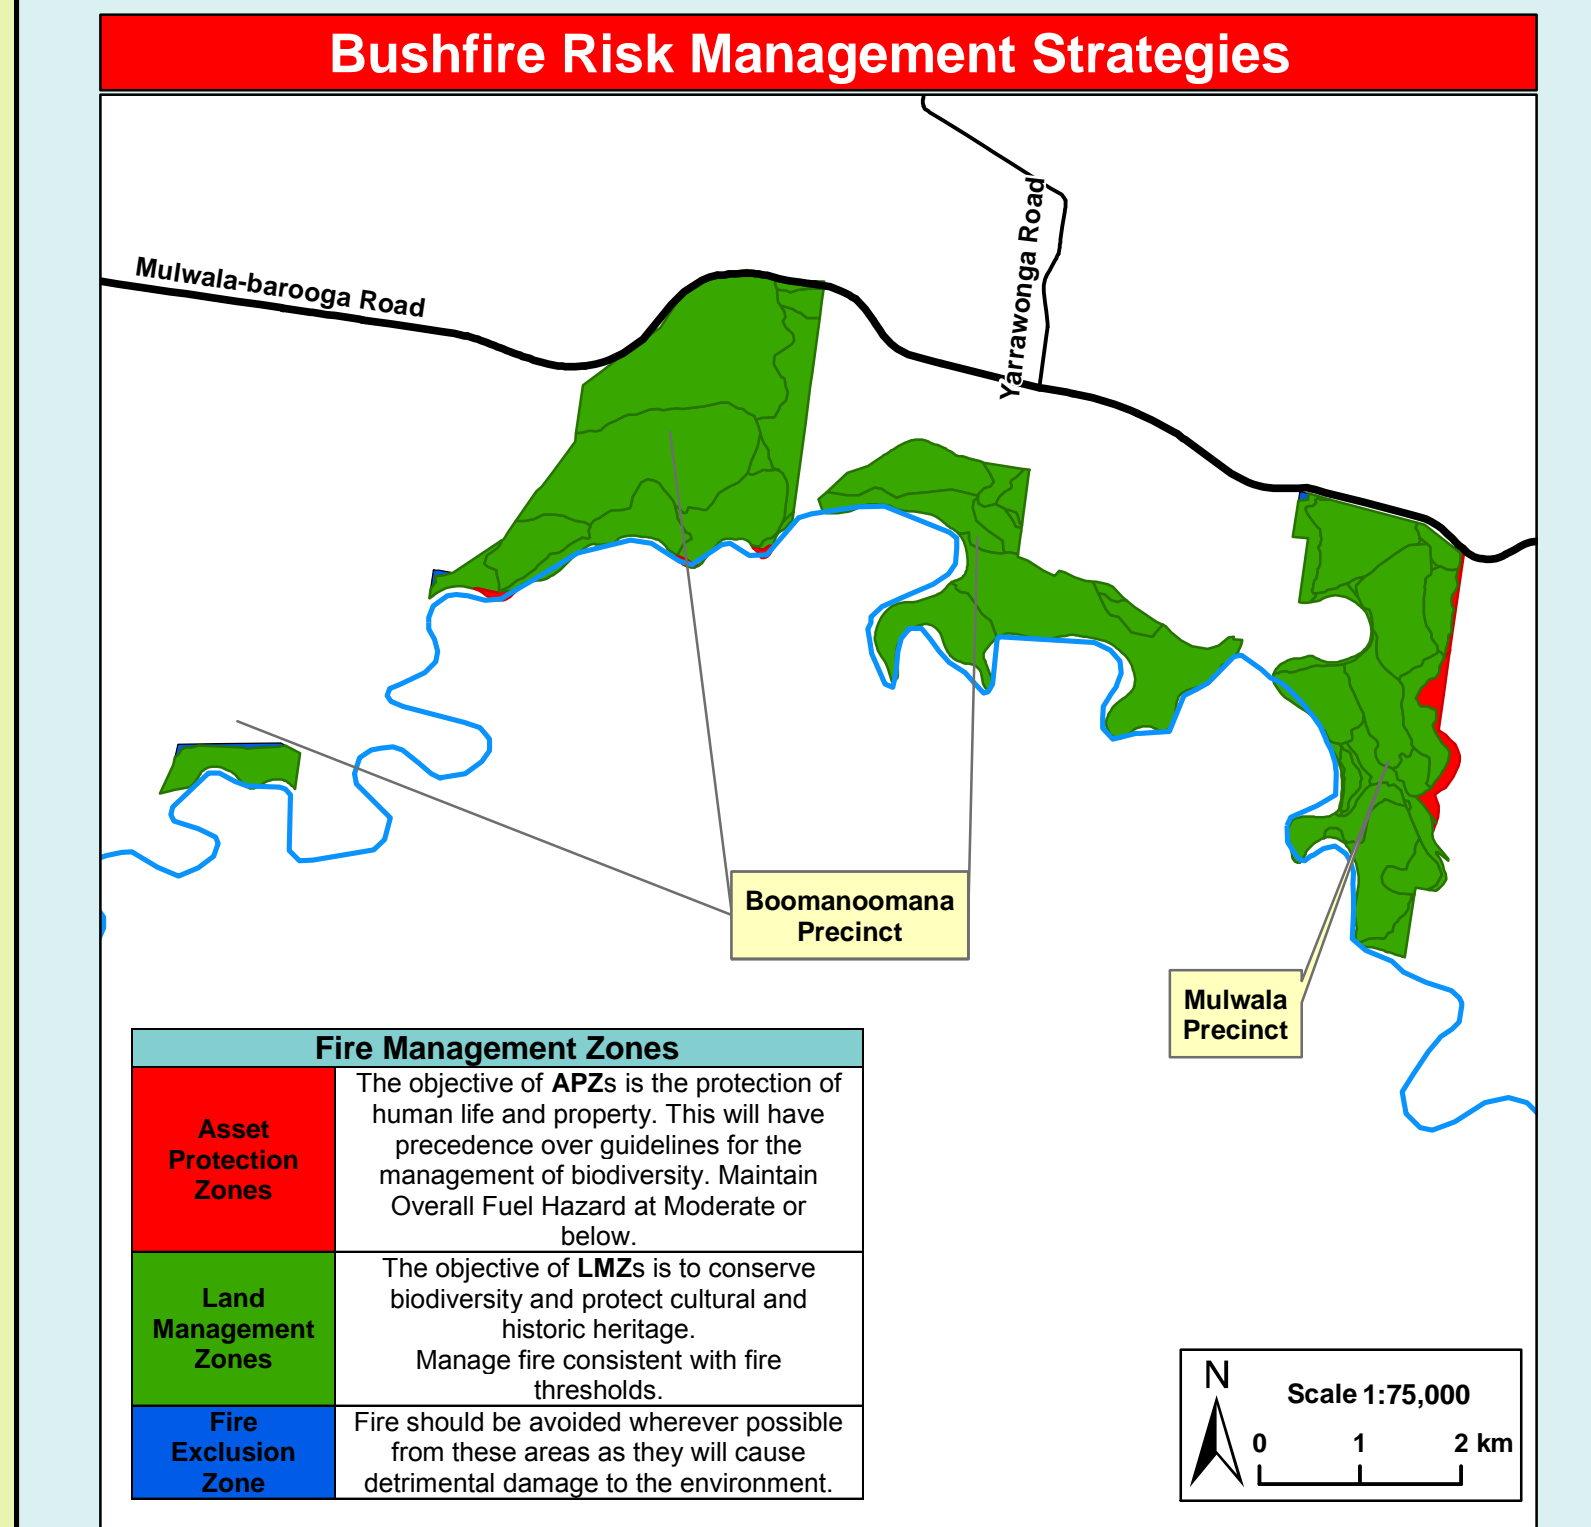 Bushfire Risk Management Strategies
Mulwala-barooga Road
Yarrawonga Road
Boomanoomana
Precinct
Mulwala
Precinct
Fire Management Zones
Asset
Protection
Zones
The objective of APZs is the protection of
human life and property. This will have
precedence over guidelines for the
management of biodiversity. Maintain
Overall Fuel Hazard at Moderate or
below.
Land
Management
Zones
The objective of LMZs is to conserve
biodiversity and protect cultural and
historic heritage.
Manage fire consistent with fire
thresholds.
Fire
Exclusion
Zone
Fire should be avoided wherever possible
from these areas as they will cause
detrimental damage to the environment.
N
Scale 1:75,000
0 1 2 km